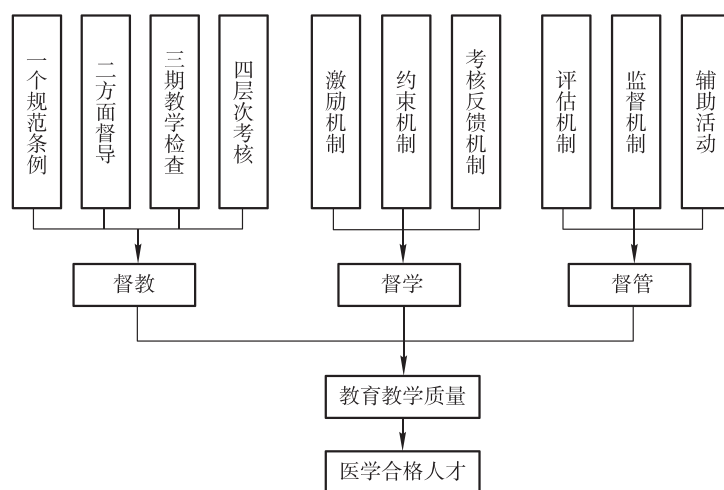 一个规范条例
二方面督导
三期教学检查
四层次考核
激励机制
约束机制
考核反馈机制
评估机制
监督机制
辅助活动
督教
督学
督管
教育教学质量
医学合格人才